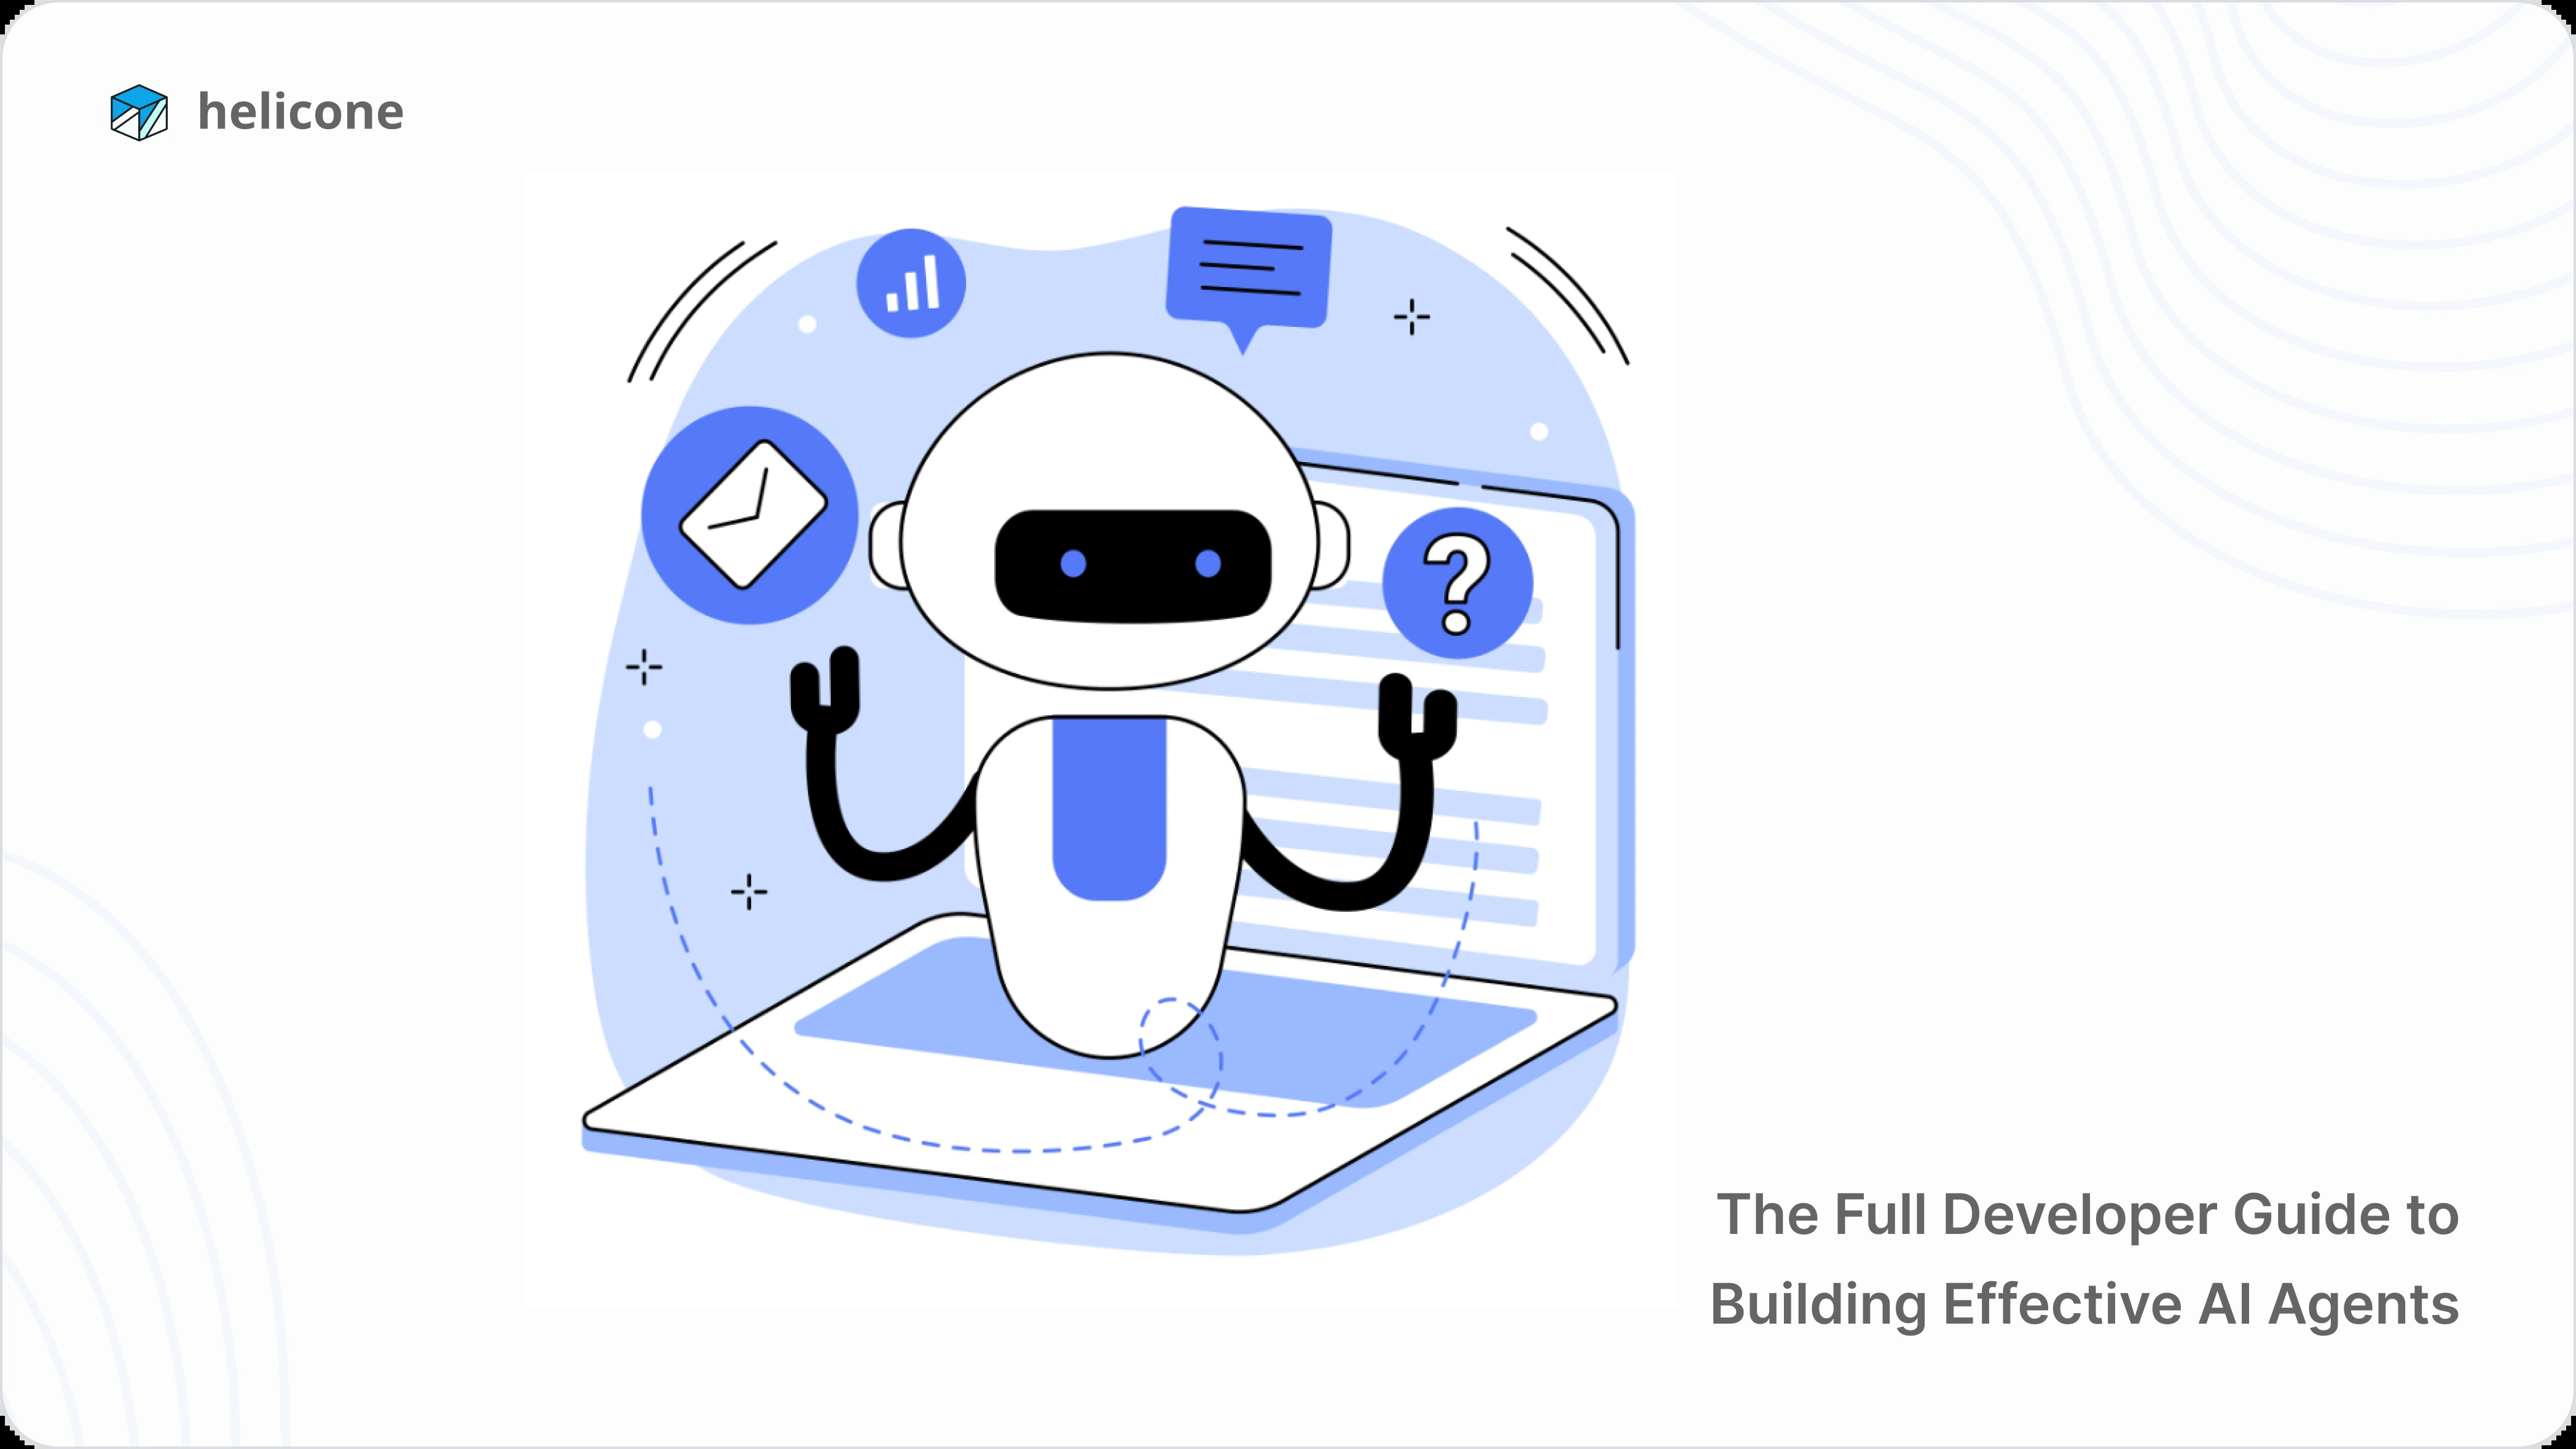 helicone
?
The Full Developer Guide to
Building Effective AI Agents